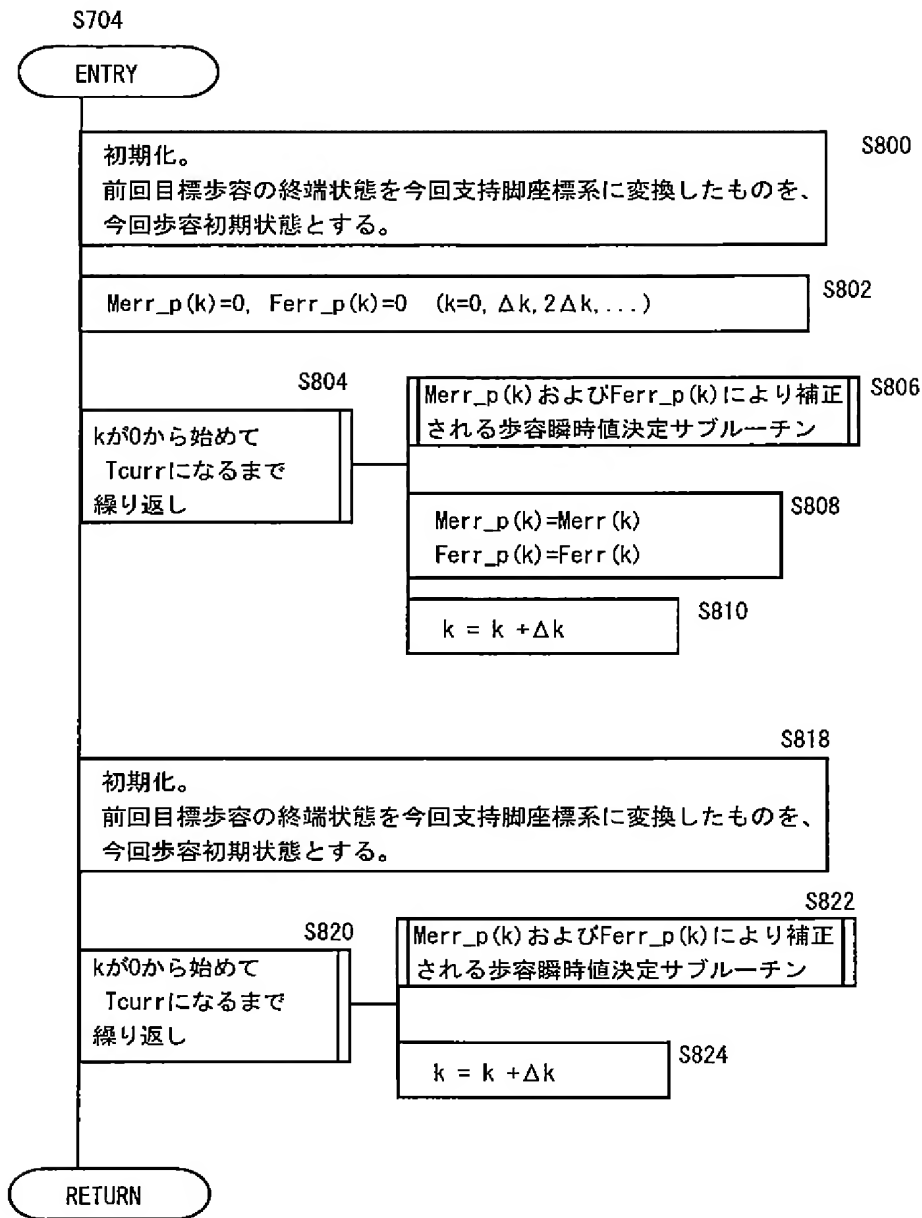 S704
ENTRY
S800
初期化。
前回目標歩容の終端状態を今回支持脚座標系に変換したものを、
今回歩容初期状態とする。
S802
Merr_p(k)=0, Ferr_p(k)=0 (k=0, Δk, 2Δk, ...)
S804
kが0から始めて
Tcurrになるまで
繰り返し
S806
Merr_p(k)およびFerr_p(k)により補正
される歩容瞬時値決定サブルーチン
S808
Merr_p(k)=Merr(k)
Ferr_p(k)=Ferr(k)
S810
k = k +Δk
S818
初期化。
前回目標歩容の終端状態を今回支持脚座標系に変換したものを、
今回歩容初期状態とする。
S820
kが0から始めて
Tcurrになるまで
繰り返し
S822
Merr_p(k)およびFerr_p(k)により補正
される歩容瞬時値決定サブルーチン
S824
k = k +Δk
RETURN